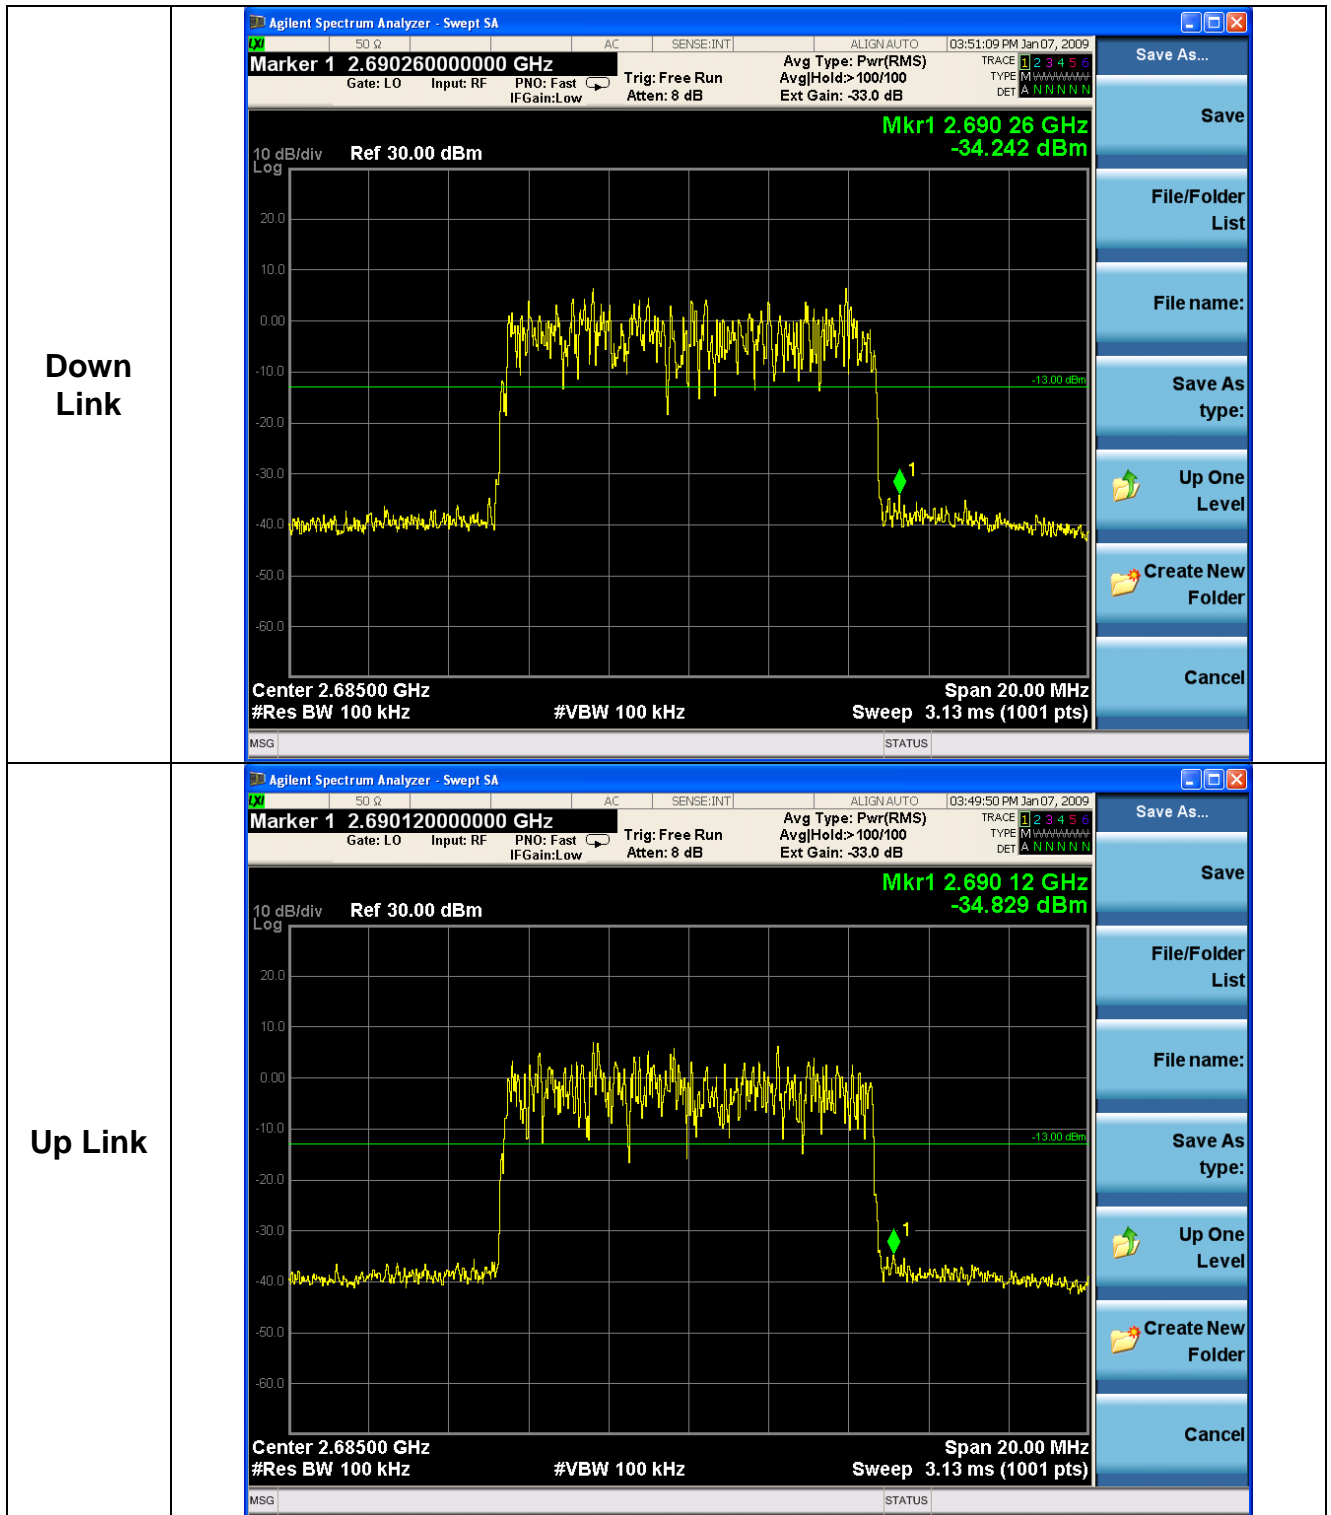 Down
Link
Agilent Spectrum Analyzer - Swept SA
LXI 50 Ω AC SENSE:INT ALIGN AUTO 03:51:09 PM Jan 07, 2009
Marker 1 2.690260000000 GHz
Gate: LO Input: RF PNO: Fast IFGain:Low
Trig: Free Run
Atten: 8 dB
Avg Type: Pwr(RMS)
Avg|Hold:>100/100
Ext Gain: -33.0 dB
TRACE 1 2 3 4 5 6
TYPE M
DET A N N N N N
Mkr1 2.690 26 GHz
-34.242 dBm
10 dB/div Ref 30.00 dBm
Log
20.0
10.0
0.00
-10.0
-13.00 dBm
-20.0
-30.0
1
-40.0
-50.0
-60.0
Center 2.68500 GHz Span 20.00 MHz
#Res BW 100 kHz #VBW 100 kHz Sweep 3.13 ms (1001 pts)
MSG STATUS
Save As...
Save
File/Folder
List
File name:
Save As
type:
Up One
Level
Create New
Folder
Cancel
Up Link
Agilent Spectrum Analyzer - Swept SA
LXI 50 Ω AC SENSE:INT ALIGN AUTO 03:49:50 PM Jan 07, 2009
Marker 1 2.690120000000 GHz
Gate: LO Input: RF PNO: Fast IFGain:Low
Trig: Free Run
Atten: 8 dB
Avg Type: Pwr(RMS)
Avg|Hold:>100/100
Ext Gain: -33.0 dB
TRACE 1 2 3 4 5 6
TYPE M
DET A N N N N N
Mkr1 2.690 12 GHz
-34.829 dBm
10 dB/div Ref 30.00 dBm
Log
20.0
10.0
0.00
-10.0
-13.00 dBm
-20.0
-30.0
1
-40.0
-50.0
-60.0
Center 2.68500 GHz Span 20.00 MHz
#Res BW 100 kHz #VBW 100 kHz Sweep 3.13 ms (1001 pts)
MSG STATUS
Save As...
Save
File/Folder
List
File name:
Save As
type:
Up One
Level
Create New
Folder
Cancel